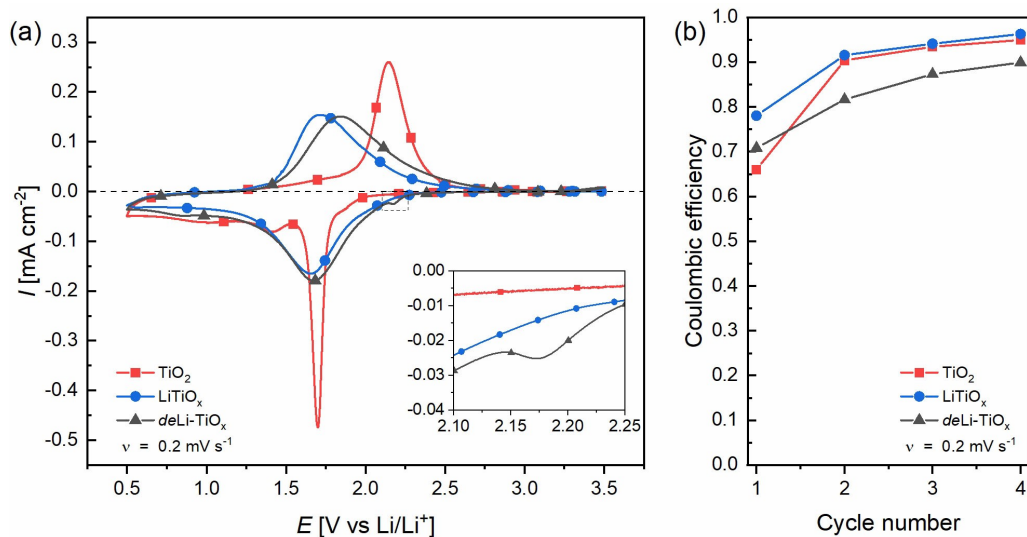 (a)
0.3
0.2
0.1
0.0
-0.1
-0.2
-0.3
-0.4
-0.5
I [mA cm⁻²]
TiO₂
LiTiOₓ
deLi-TiOₓ
ν = 0.2 mV s⁻¹
0.00
-0.01
-0.02
-0.03
-0.04
2.10 2.15 2.20 2.25
0.5 1.0 1.5 2.0 2.5 3.0 3.5
E [V vs Li/Li⁺]
(b)
1.0
0.9
0.8
0.7
0.6
0.5
0.4
0.3
0.2
0.1
0.0
Coulombic efficiency
TiO₂
LiTiOₓ
deLi-TiOₓ
ν = 0.2 mV s⁻¹
1 2 3 4
Cycle number